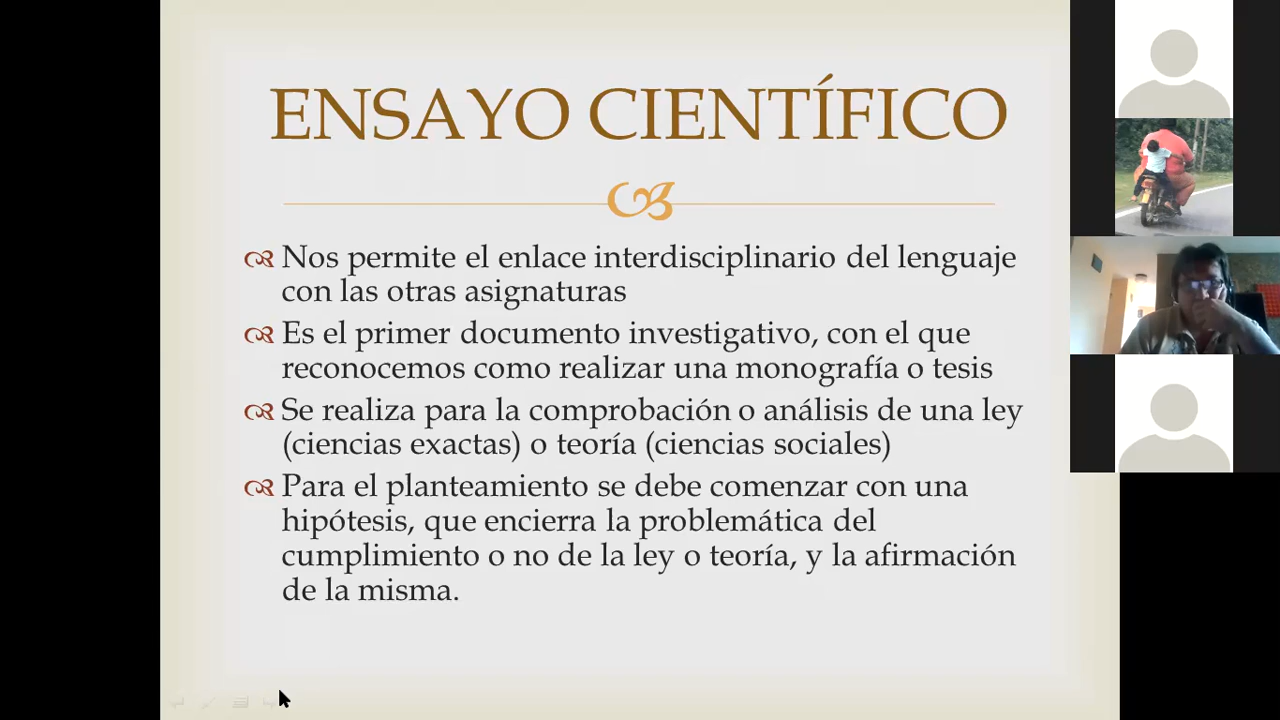 ENSAYO CIENTÍFICO
Nos permite el enlace interdisciplinario del lenguaje
con las otras asignaturas
Es el primer documento investigativo, con el que
reconocemos como realizar una monografía o tesis
Se realiza para la comprobación o análisis de una ley
(ciencias exactas) o teoría (ciencias sociales)
Para el planteamiento se debe comenzar con una
hipótesis, que encierra la problemática del
cumplimiento o no de la ley o teoría, y la afirmación
de la misma.